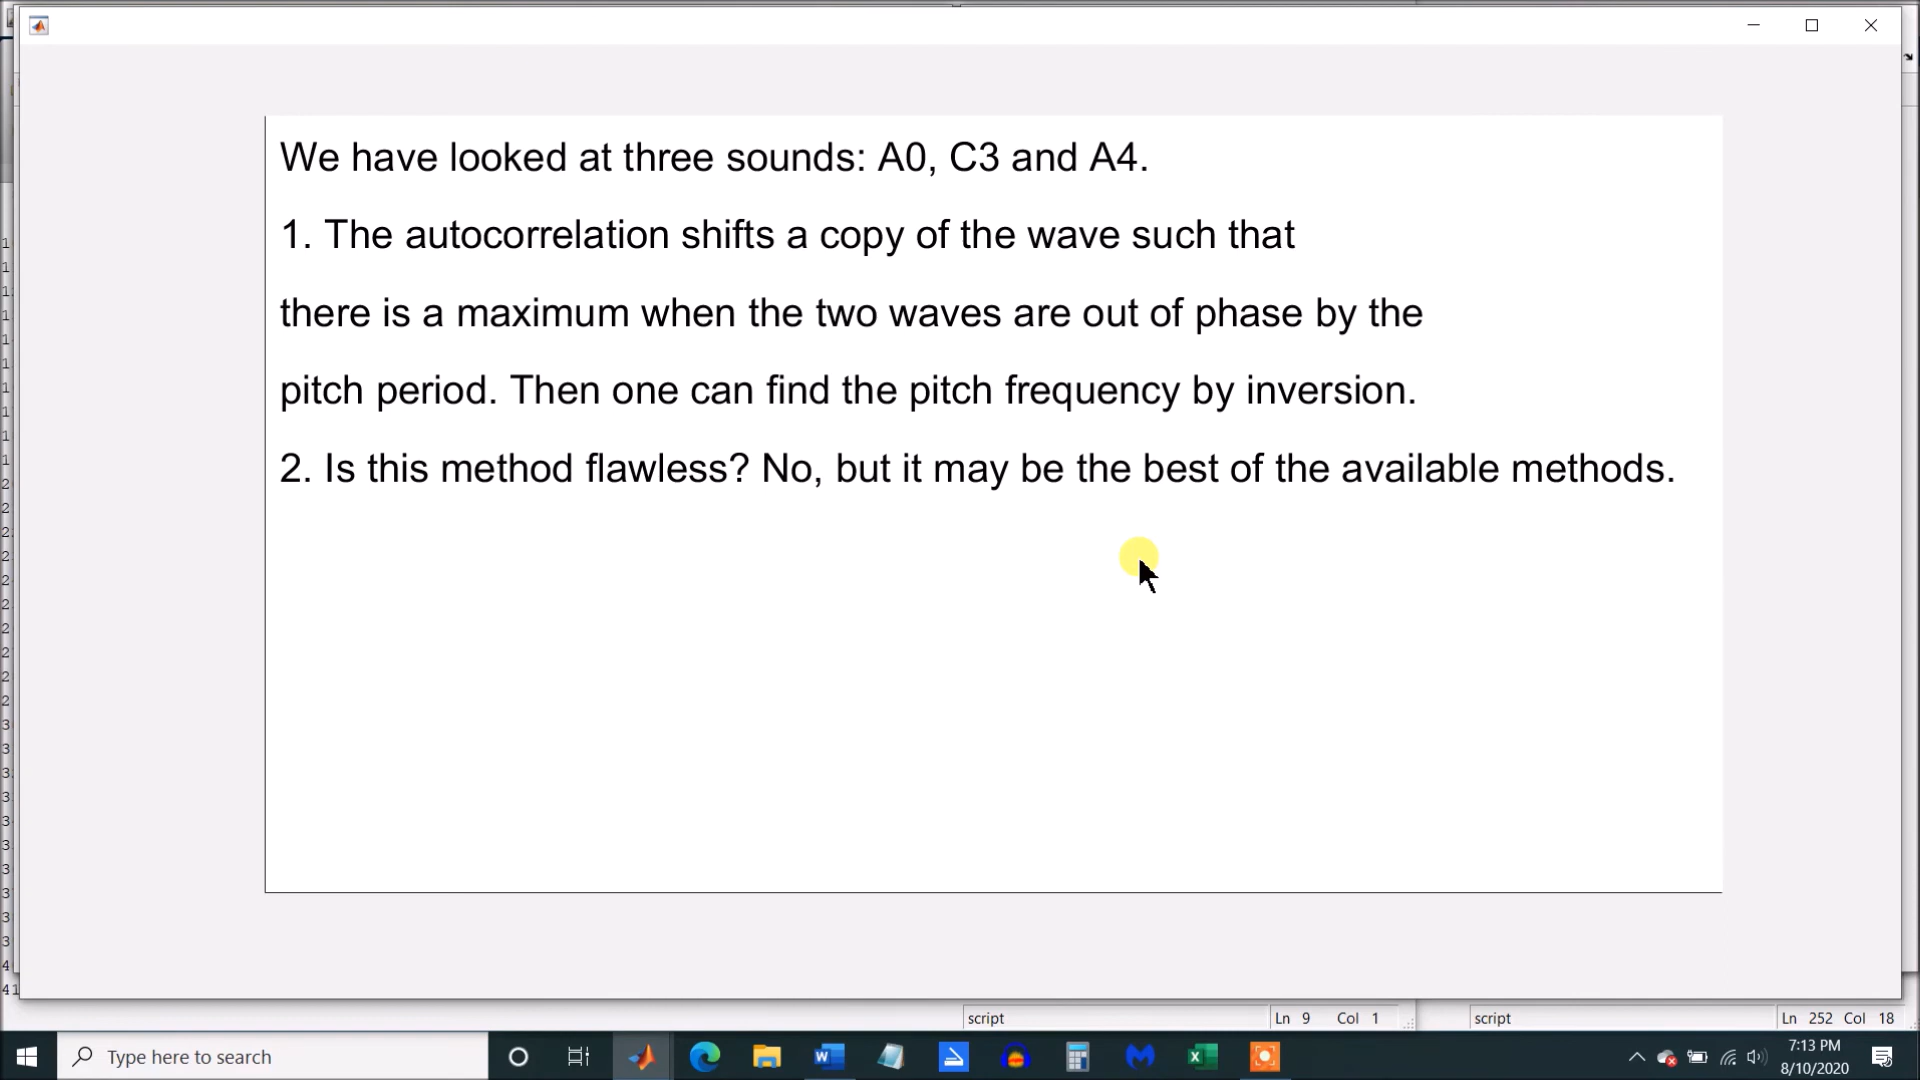 We have looked at three sounds: A0, C3 and A4.
1. The autocorrelation shifts a copy of the wave such that
there is a maximum when the two waves are out of phase by the
pitch period. Then one can find the pitch frequency by inversion.
2. Is this method flawless? No, but it may be the best of the available methods.
script
Ln 9 Col 1
script
Ln 252 Col 18
Type here to search
7:13 PM
8/10/2020